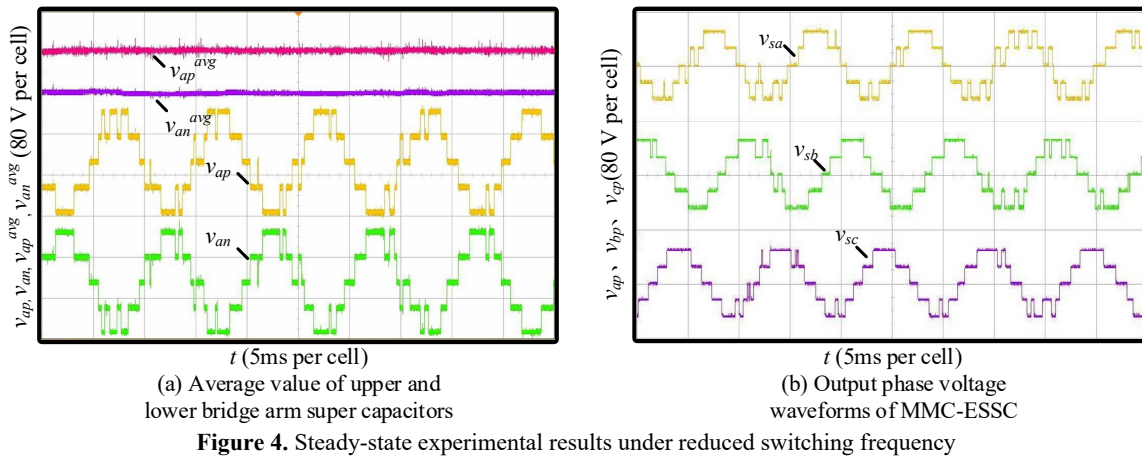 v_ap, v_an, v_ap^avg, v_an^avg (80 V per cell)
v_ap^avg
v_an^avg
v_ap
v_an
t (5ms per cell)
(a) Average value of upper and
lower bridge arm super capacitors
v_ap、 v_bp、 v_cp(80 V per cell)
v_sa
v_sb
v_sc
t (5ms per cell)
(b) Output phase voltage
waveforms of MMC-ESSC
Figure 4. Steady-state experimental results under reduced switching frequency